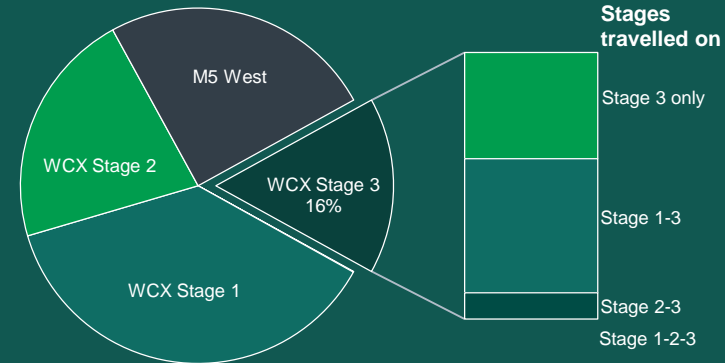 Stages
travelled on
M5 West
Stage 3 only
WCX Stage 2
WCX Stage 3
16%
Stage 1-3
WCX Stage 1
Stage 2-3
Stage 1-2-3